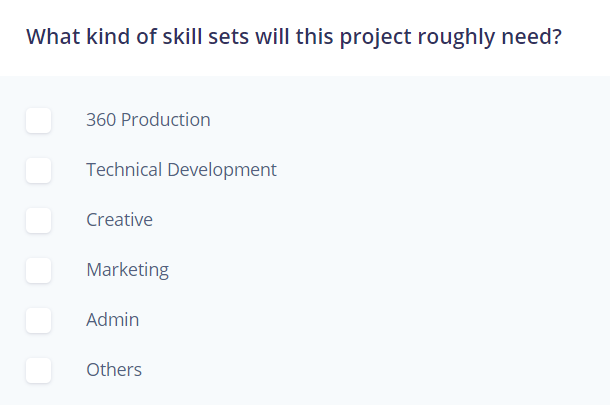 What kind of skill sets will this project roughly need?
360 Production
Technical Development
Creative
Marketing
Admin
Others